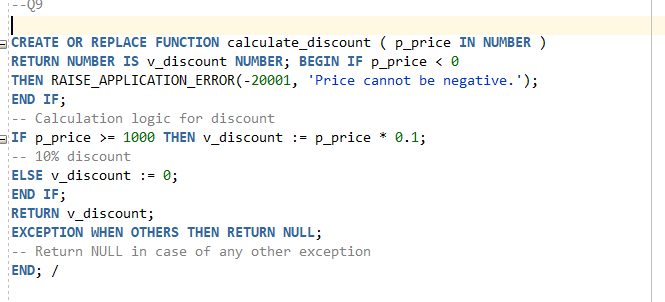 --Q9
CREATE OR REPLACE FUNCTION calculate_discount ( p_price IN NUMBER )
RETURN NUMBER IS v_discount NUMBER; BEGIN IF p_price < 0
THEN RAISE_APPLICATION_ERROR(-20001, 'Price cannot be negative.');
END IF;
-- Calculation logic for discount
IF p_price >= 1000 THEN v_discount := p_price * 0.1;
-- 10% discount
ELSE v_discount := 0;
END IF;
RETURN v_discount;
EXCEPTION WHEN OTHERS THEN RETURN NULL;
-- Return NULL in case of any other exception
END; /